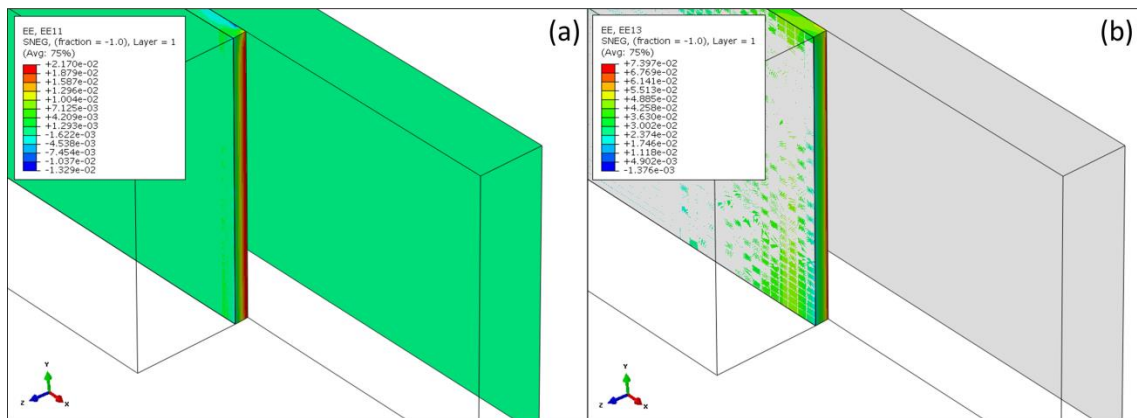 (a)
EE, EE11
SNEG, (fraction = -1.0), Layer = 1
(Avg: 75%)
+2.170e-02
+1.879e-02
+1.587e-02
+1.296e-02
+1.004e-02
+7.125e-03
+4.209e-03
+1.293e-03
-1.622e-03
-4.538e-03
-7.454e-03
-1.037e-02
-1.329e-02
Y
Z
X
(b)
EE, EE13
SNEG, (fraction = -1.0), Layer = 1
(Avg: 75%)
+7.397e-02
+6.769e-02
+6.141e-02
+5.513e-02
+4.885e-02
+4.258e-02
+3.630e-02
+3.002e-02
+2.374e-02
+1.746e-02
+1.118e-02
+4.902e-03
-1.376e-03
Y
Z
X